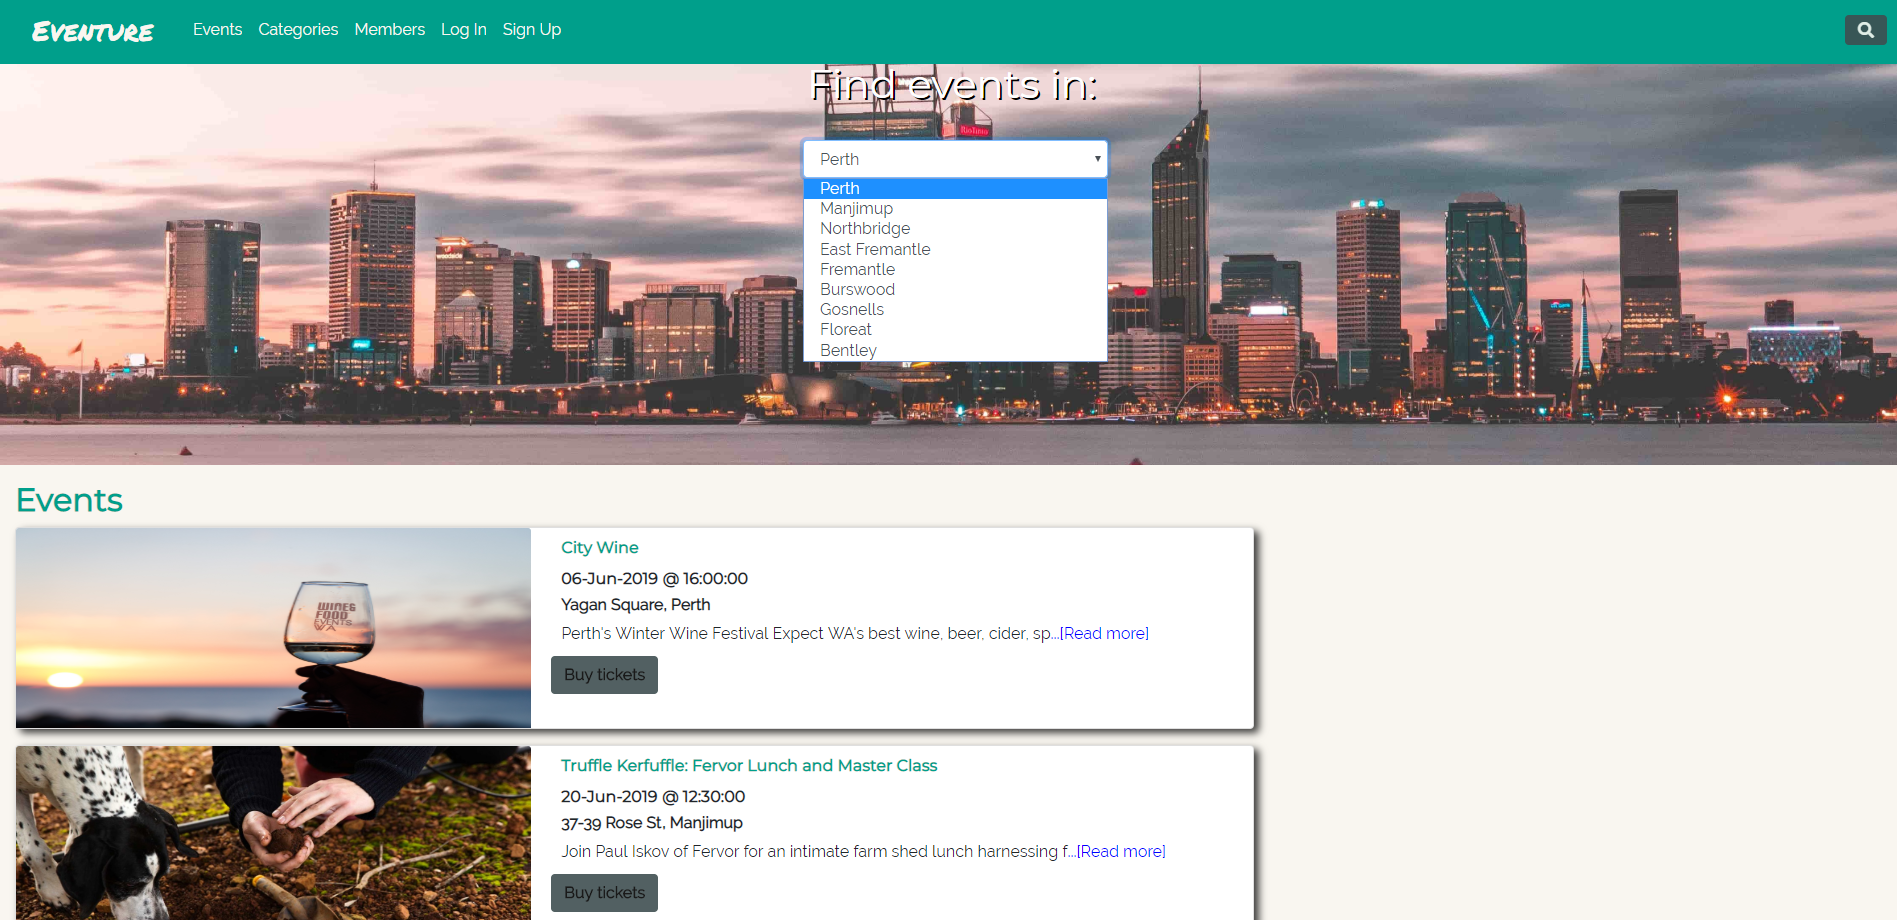 Eventure
Events Categories Members Log In Sign Up
Find events in:
RioTinto
Perth
Perth
Manjimup
Northbridge
East Fremantle
Fremantle
Burswood
Gosnells
Floreat
Bentley
woodside
Events
City Wine
06-Jun-2019 @ 16:00:00
Yagan Square, Perth
Perth's Winter Wine Festival Expect WA's best wine, beer, cider, sp...[Read more]
Buy tickets
WINES
FOOD
EVENTS
WA
Truffle Kerfuffle: Fervor Lunch and Master Class
20-Jun-2019 @ 12:30:00
37-39 Rose St, Manjimup
Join Paul Iskov of Fervor for an intimate farm shed lunch harnessing f...[Read more]
Buy tickets